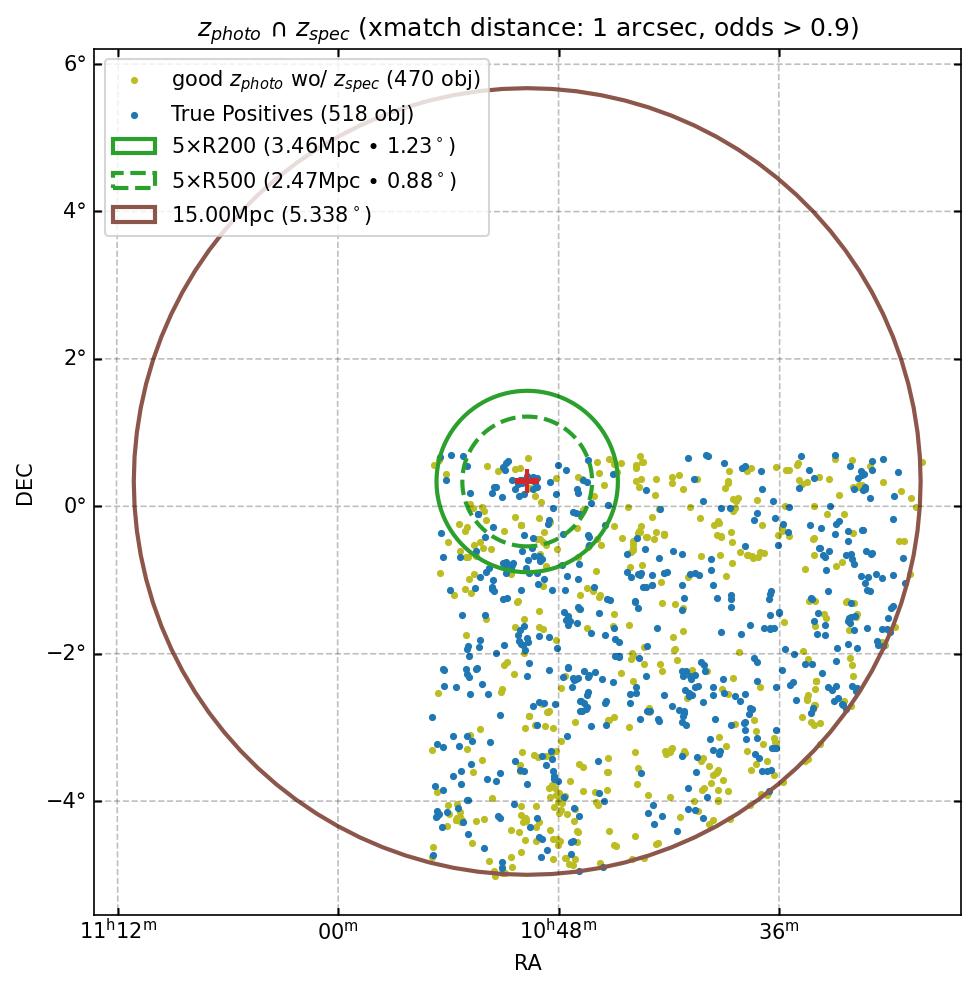 z_photo ∩ z_spec (xmatch distance: 1 arcsec, odds > 0.9)
good z_photo wo/ z_spec (470 obj)
True Positives (518 obj)
5×R200 (3.46Mpc • 1.23°)
5×R500 (2.47Mpc • 0.88°)
15.00Mpc (5.338°)
6°
4°
2°
0°
−2°
−4°
DEC
11h12m 00m 10h48m 36m
RA